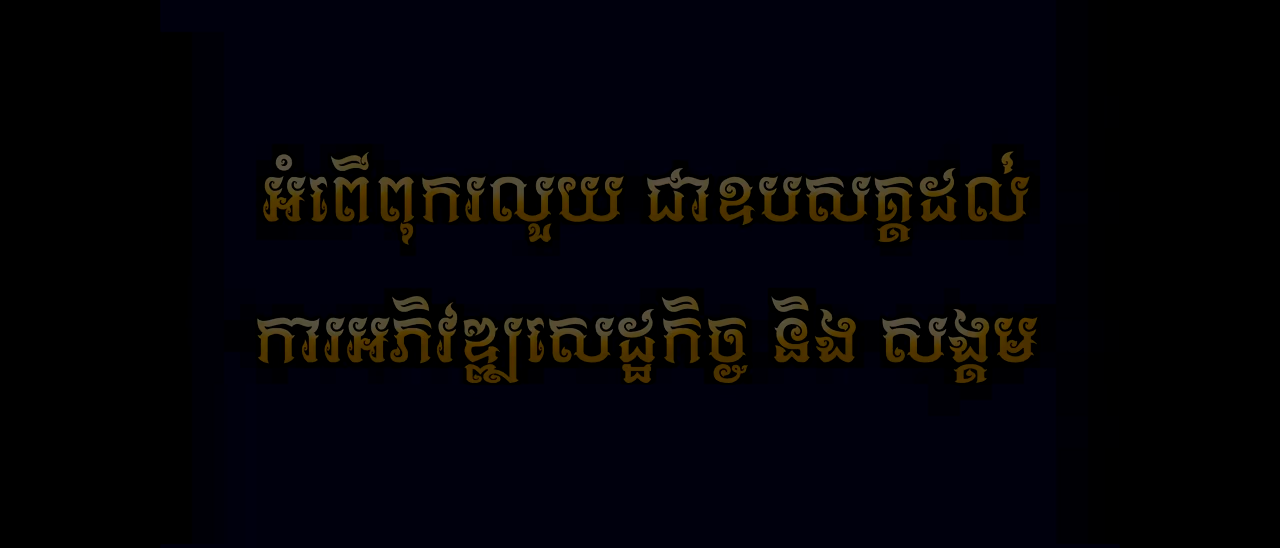 អំពើពុករលួយ ជាឧបសគ្គដល់
ការអភិវឌ្ឍសេដ្ឋកិច្ច និង សង្គម